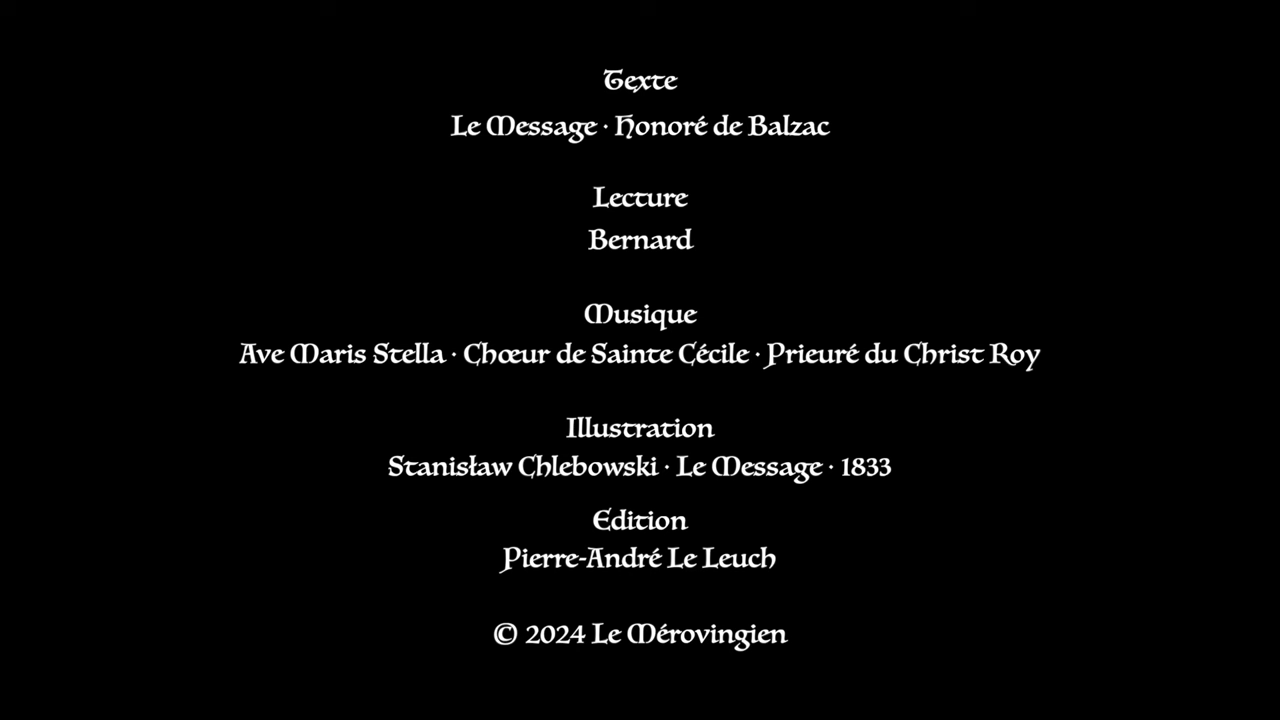 Texte
Le Message · Honoré de Balzac
Lecture
Bernard
Musique
Ave Maris Stella · Chœur de Sainte Cécile · Prieuré du Christ Roy
Illustration
Stanisław Chlebowski · Le Message · 1833
Edition
Pierre-André Le Leuch
© 2024 Le Mérovingien